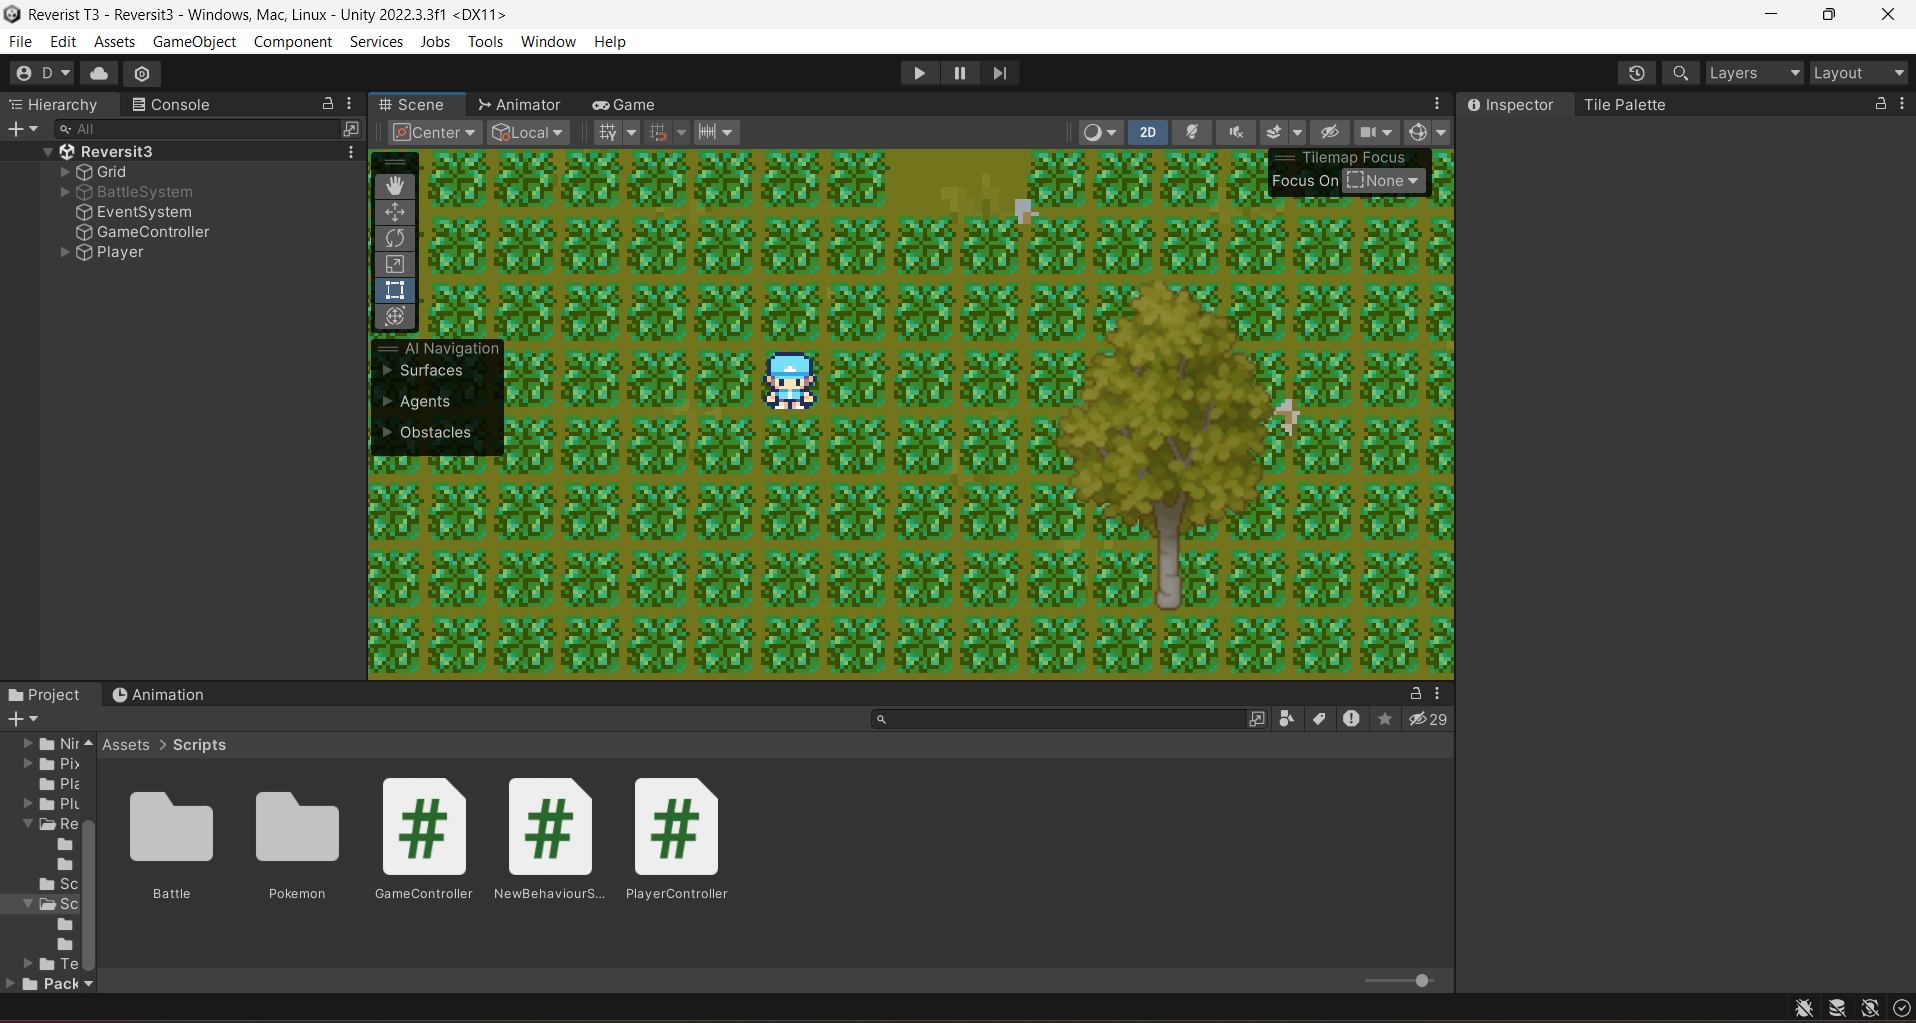 Reverist T3 - Reversit3 - Windows, Mac, Linux - Unity 2022.3.3f1 <DX11>
File Edit Assets GameObject Component Services Jobs Tools Window Help
D Layers Layout
Hierarchy Console Scene Animator Game Inspector Tile Palette
All Center Local 2D
Reversit3
Grid
BattleSystem
EventSystem
GameController
Player
Tilemap Focus
Focus On None
AI Navigation
Surfaces
Agents
Obstacles
Project Animation
29
Assets > Scripts
Nir
Pix
Pla
Plu
Re
Sc
Sc
Te
Pack
Battle Pokemon GameController NewBehaviourS... PlayerController